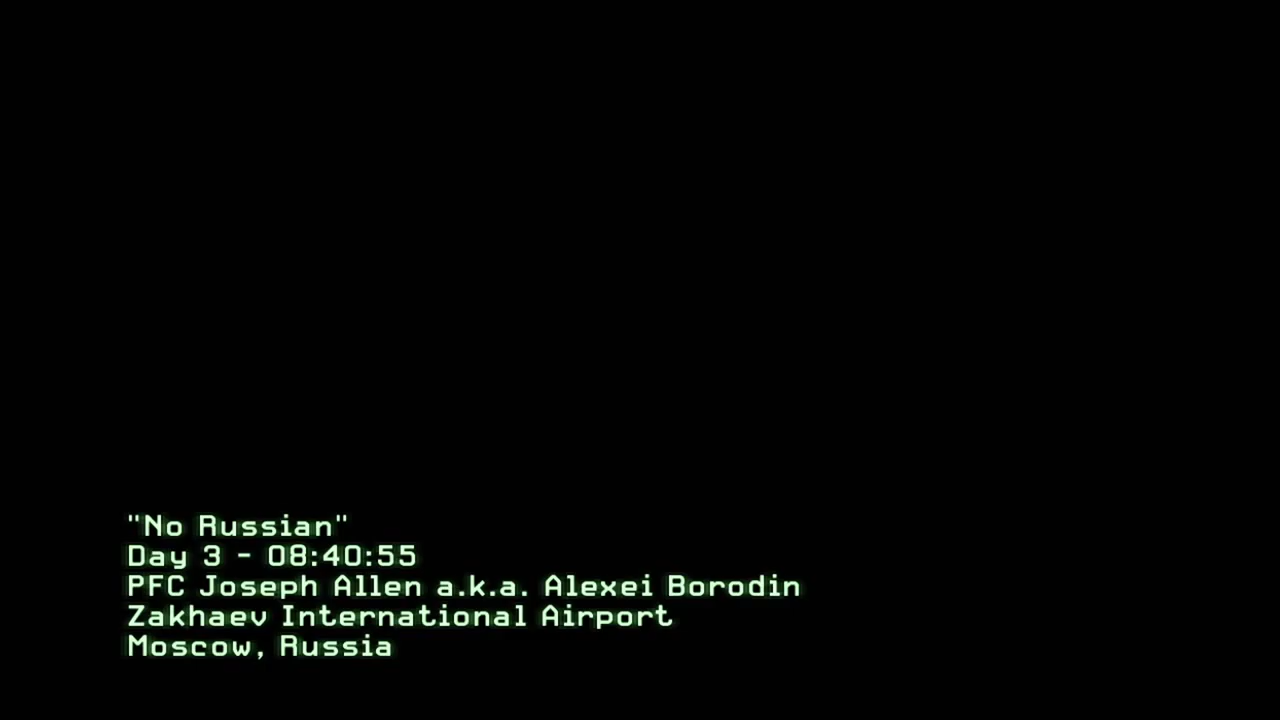 "No Russian"
Day 3 - 08:40:55
PFC Joseph Allen a.k.a. Alexei Borodin
Zakhaev International Airport
Moscow, Russia